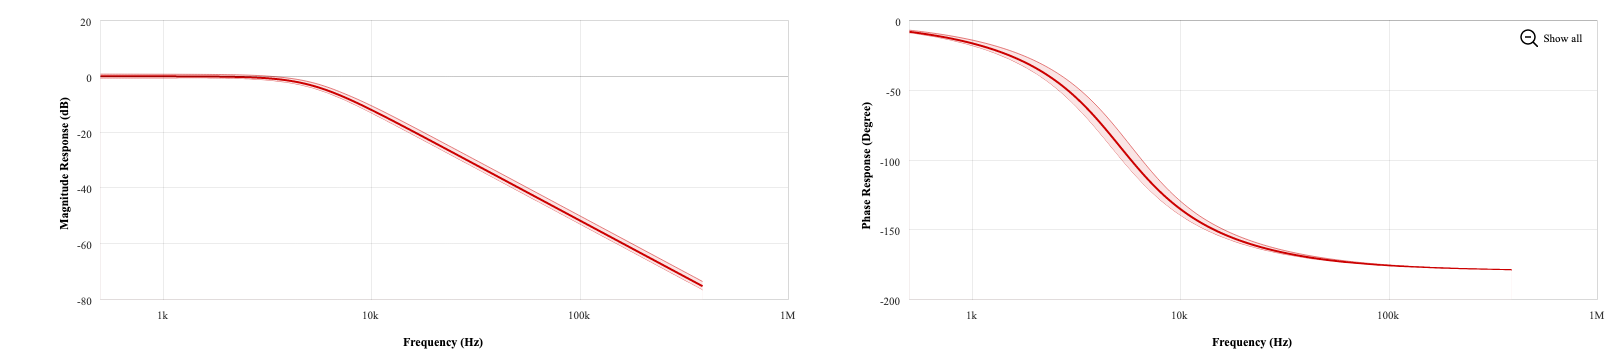 20
0
-20
-40
-60
-80
Magnitude Response (dB)
1k
10k
100k
1M
Frequency (Hz)
0
-50
-100
-150
-200
Phase Response (Degree)
Show all
1k
10k
100k
1M
Frequency (Hz)